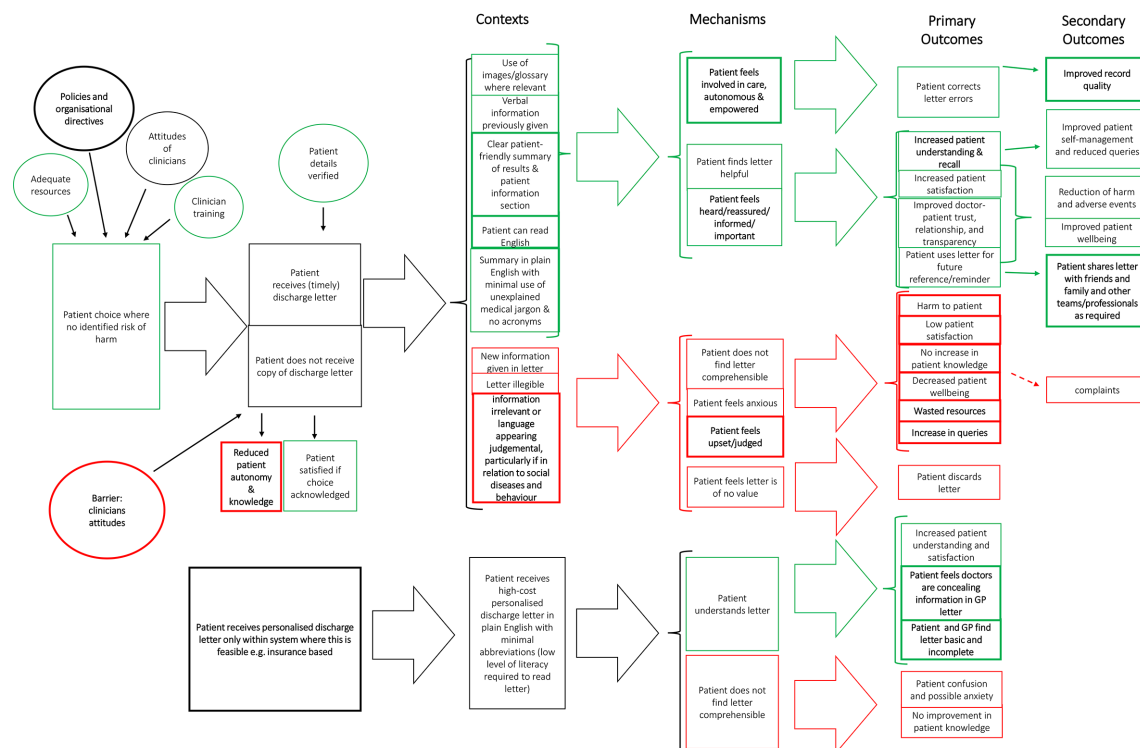 Contexts
Mechanisms
Primary
Outcomes
Secondary
Outcomes
Policies and
organisational
directives
Attitudes of
clinicians
Adequate
resources
Clinician
training
Patient
details
verified
Patient choice where
no identified risk of
harm
Patient
receives (timely)
discharge letter
Patient does not receive
copy of discharge letter
Reduced
patient
autonomy
&
knowledge
Patient
satisfied if
choice
acknowledged
Barrier:
clinicians
attitudes
Use of
images/glossary
where relevant
Verbal
information
previously given
Clear patient-
friendly summary
of results &
patient
information
section
Patient can read
English
Summary in plain
English with
minimal use of
unexplained
medical jargon &
no acronyms
New information
given in letter
Letter illegible
Information
irrelevant or
language
appearing
judgemental,
particularly if in
relation to social
diseases and
behaviour
Patient feels
involved in care,
autonomous &
empowered
Patient finds letter
helpful
Patient feels
heard/reassured/
informed/
important
Patient does not
find letter
comprehensible
Patient feels anxious
Patient feels
upset/judged
Patient feels letter is
of no value
Patient corrects
letter errors
Increased patient
understanding &
recall
Increased patient
satisfaction
Improved doctor-
patient trust,
relationship, and
transparency
Patient uses letter for
future
reference/reminder
Harm to patient
Low patient
satisfaction
No increase in
patient knowledge
Decreased patient
wellbeing
Wasted resources
Increase in queries
Patient discards
letter
Improved record
quality
Improved patient
self-management
and reduced queries
Reduction of harm
and adverse events
Improved patient
wellbeing
Patient shares letter
with friends and
family and other
teams/professionals
as required
complaints
Patient receives personalised discharge
letter only within system where this is
feasible e.g. insurance based
Patient receives
high-cost
personalised
discharge letter
in plain English
with minimal
abbreviations (low
level of literacy
required to read
letter)
Patient
understands letter
Patient does not
find letter
comprehensible
Increased patient
understanding and
satisfaction
Patient feels doctors
are concealing
information in GP
letter
Patient and GP find
letter basic and
incomplete
Patient confusion
and possible anxiety
No improvement in
patient knowledge